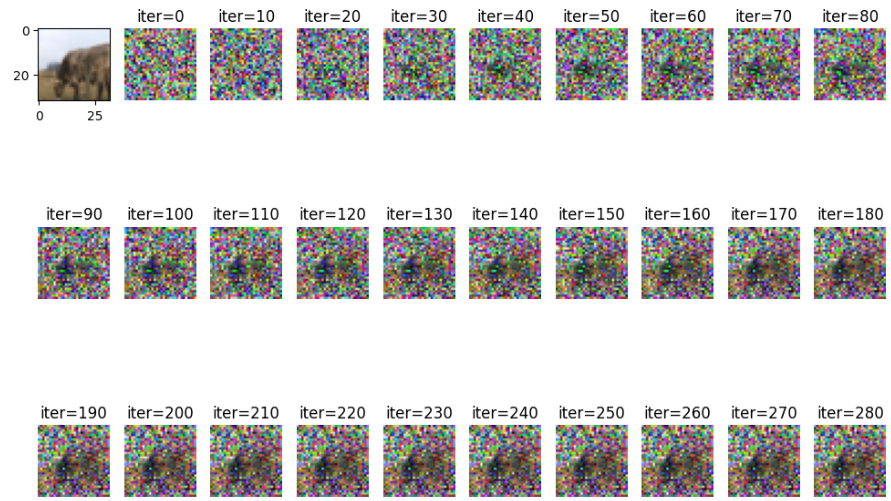 iter=0 iter=10 iter=20 iter=30 iter=40 iter=50 iter=60 iter=70 iter=80
0
20
0 25
iter=90 iter=100 iter=110 iter=120 iter=130 iter=140 iter=150 iter=160 iter=170 iter=180
iter=190 iter=200 iter=210 iter=220 iter=230 iter=240 iter=250 iter=260 iter=270 iter=280